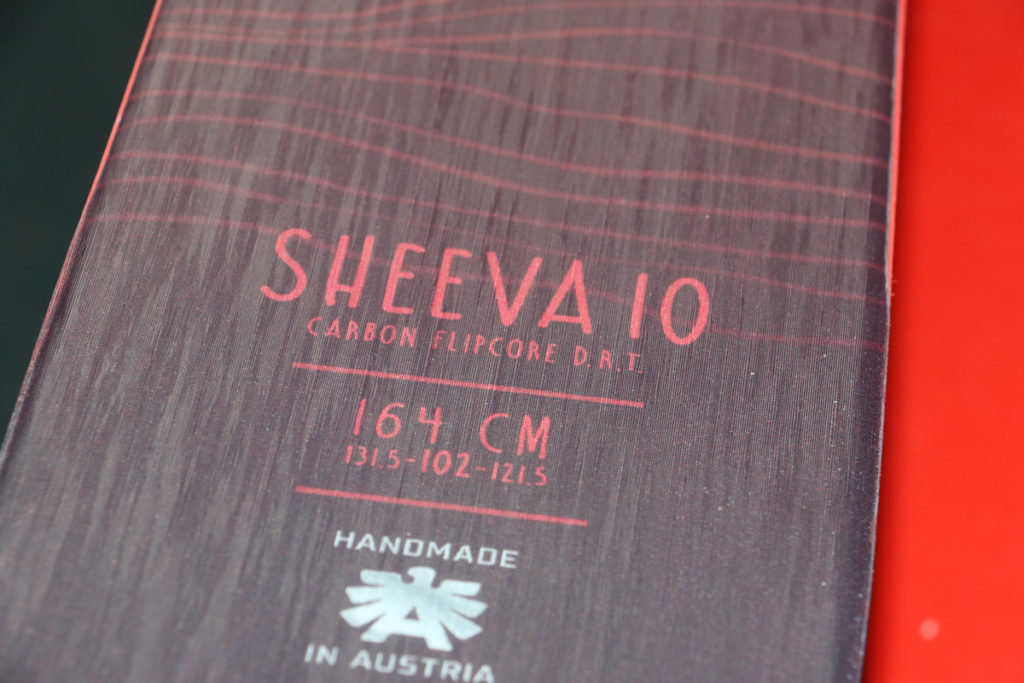 SHEEVA 10
CARBON FLIPCORE D.R.T.
164 CM
131.5-102-121.5
HANDMADE
A
IN AUSTRIA